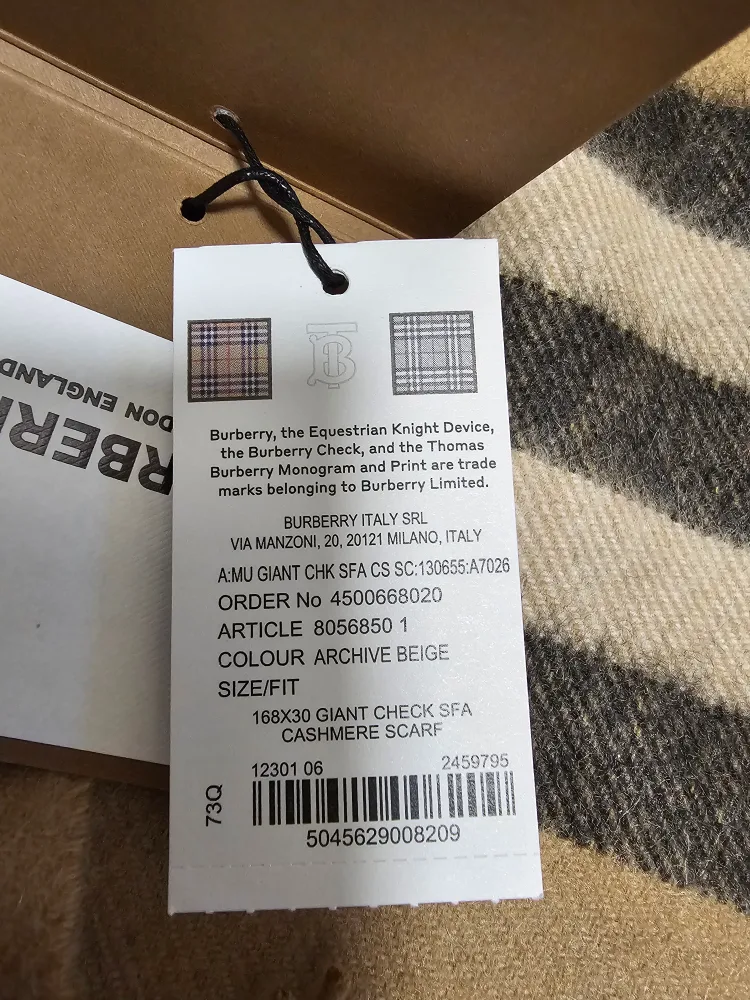 DON ENGLAND
Burberry, the Equestrian Knight Device,
the Burberry Check, and the Thomas
Burberry Monogram and Print are trade
marks belonging to Burberry Limited.
BURBERRY ITALY SRL
VIA MANZONI, 20, 20121 MILANO, ITALY
A:MU GIANT CHK SFA CS SC:130655:A7026
ORDER No 4500668020
ARTICLE 8056850 1
COLOUR ARCHIVE BEIGE
SIZE/FIT
168X30 GIANT CHECK SFA
CASHMERE SCARF
12301 06 2459795
73Q
5045629008209